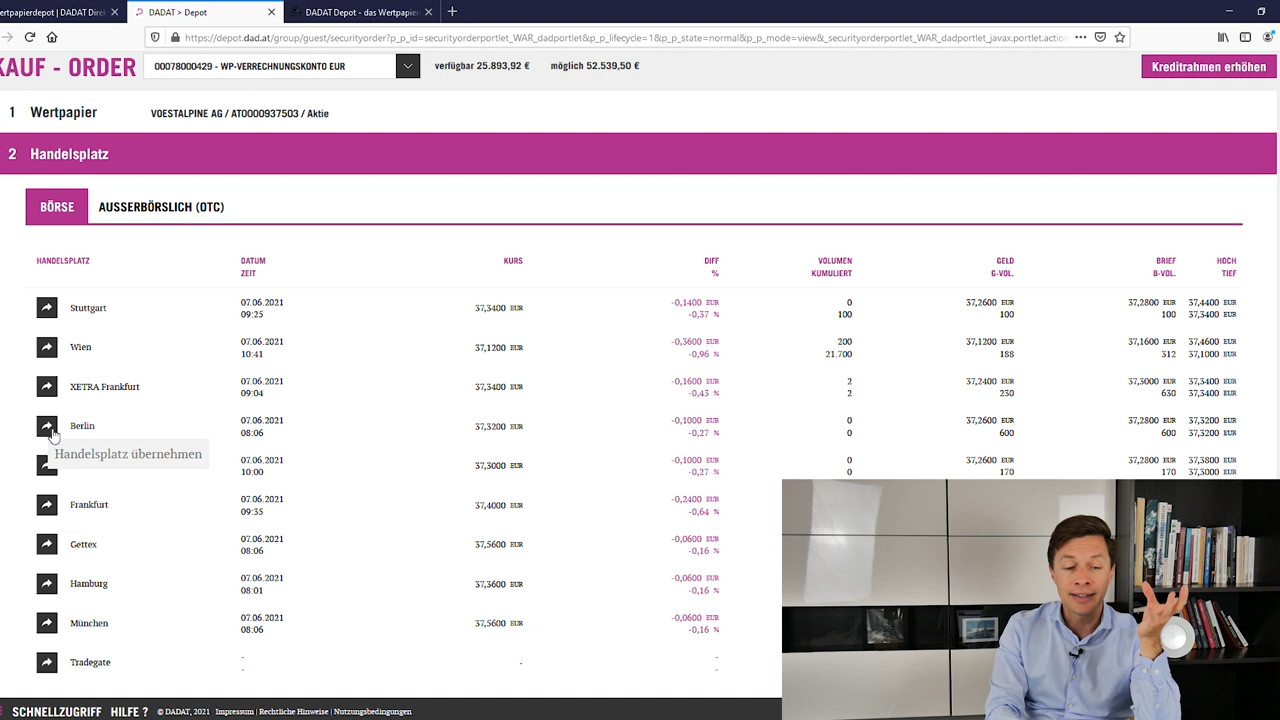 ertpapierdepot | DADAT Dire
DADAT > Depot
DADAT Depot - das Wertpapier
https://depot.dad.at/group/guest/securityorder?p_p_id=securityorderportlet_WAR_dadportlet&p_p_lifecycle=1&p_p_state=normal&p_p_mode=view&_securityorderportlet_WAR_dadportlet_javax.portlet.action
KAUF - ORDER 00078000429 - WP-VERRECHNUNGSKONTO EUR verfügbar 25.893,92 € möglich 52.539,50 € Kreditrahmen erhöhen
1 Wertpapier VOESTALPINE AG / AT0000937503 / Aktie
2 Handelsplatz
BÖRSE AUSSERBÖRSLICH (OTC)
HANDELSPLATZ DATUM KURS DIFF VOLUMEN GELD BRIEF HOCH
ZEIT % KUMULIERT G-VOL. B-VOL. TIEF
07.06.2021 -0,1400 EUR 0 37,2600 EUR 37,2800 EUR 37,4400 EUR
Stuttgart 37,3400 EUR
09:25 -0,37 % 100 100 100 37,3400 EUR
07.06.2021 -0,3600 EUR 200 37,1200 EUR 37,1600 EUR 37,4600 EUR
Wien 37,1200 EUR
10:41 -0,96 % 21.700 188 312 37,1000 EUR
07.06.2021 -0,1600 EUR 2 37,2400 EUR 37,3000 EUR 37,3400 EUR
XETRA Frankfurt 37,3400 EUR
09:04 -0,43 % 2 230 630 37,3400 EUR
07.06.2021 -0,1000 EUR 0 37,2600 EUR 37,2800 EUR 37,3200 EUR
Berlin 37,3200 EUR
08:06 -0,27 % 0 600 600 37,3200 EUR
Handelsplatz übernehmen
07.06.2021 -0,1000 EUR 0 37,2600 EUR 37,2800 EUR 37,3800 EUR
37,3000 EUR
10:00 -0,27 % 0 170 170 37,3000 EUR
07.06.2021 -0,2400 EUR
Frankfurt 37,4000 EUR
09:35 -0,64 %
07.06.2021 -0,0600 EUR
Gettex 37,5600 EUR
08:06 -0,16 %
07.06.2021 -0,0600 EUR
Hamburg 37,3600 EUR
08:01 -0,16 %
07.06.2021 -0,0600 EUR
München 37,5600 EUR
08:06 -0,16 %
- -
Tradegate -
- -
SCHNELLZUGRIFF HILFE ? © DADAT, 2021 Impressum | Rechtliche Hinweise | Nutzungsbedingungen